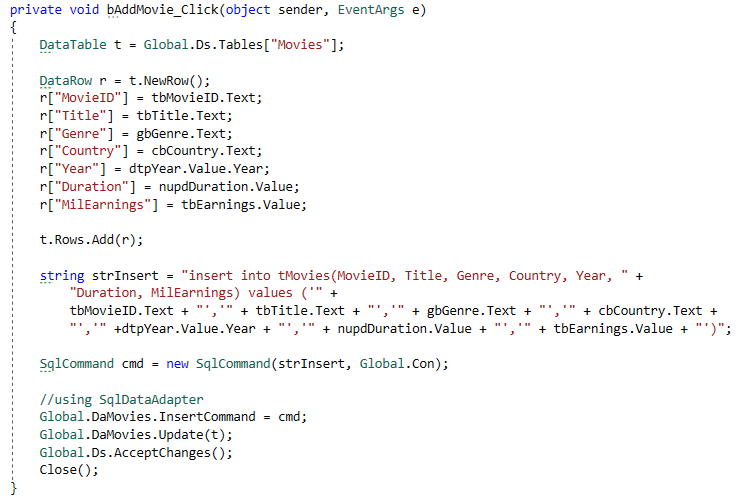 private void bAddMovie_Click(object sender, EventArgs e)
{
DataTable t = Global.Ds.Tables["Movies"];
DataRow r = t.NewRow();
r["MovieID"] = tbMovieID.Text;
r["Title"] = tbTitle.Text;
r["Genre"] = gbGenre.Text;
r["Country"] = cbCountry.Text;
r["Year"] = dtpYear.Value.Year;
r["Duration"] = nupdDuration.Value;
r["MilEarnings"] = tbEarnings.Value;
t.Rows.Add(r);
string strInsert = "insert into tMovies(MovieID, Title, Genre, Country, Year, " +
"Duration, MilEarnings) values ('" +
tbMovieID.Text + "','" + tbTitle.Text + "','" + gbGenre.Text + "','" + cbCountry.Text +
"','" +dtpYear.Value.Year + "','" + nupdDuration.Value + "','" + tbEarnings.Value + "')";
SqlCommand cmd = new SqlCommand(strInsert, Global.Con);
//using SqlDataAdapter
Global.DaMovies.InsertCommand = cmd;
Global.DaMovies.Update(t);
Global.Ds.AcceptChanges();
Close();
}